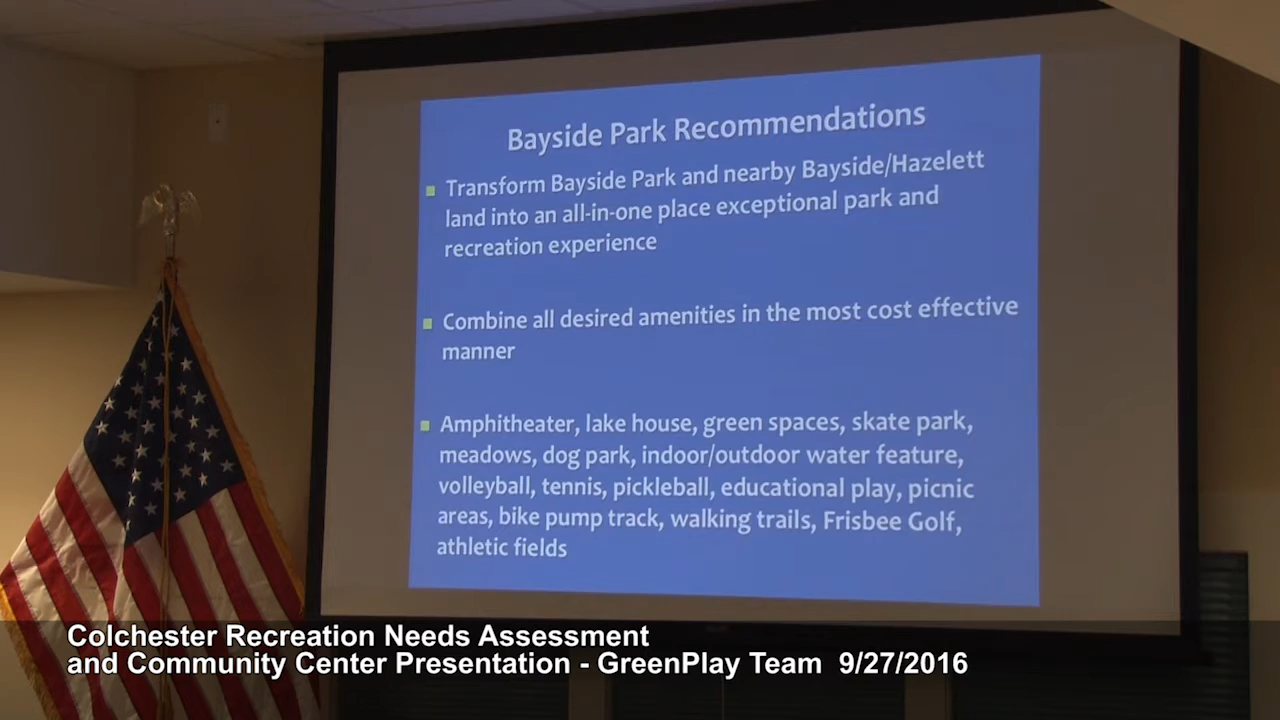 Bayside Park Recommendations
Transform Bayside Park and nearby Bayside/Hazelett
land into an all-in-one place exceptional park and
recreation experience
Combine all desired amenities in the most cost effective
manner
Amphitheater, lake house, green spaces, skate park,
meadows, dog park, indoor/outdoor water feature,
volleyball, tennis, pickleball, educational play, picnic
areas, bike pump track, walking trails, Frisbee Golf,
athletic fields
Colchester Recreation Needs Assessment
and Community Center Presentation - GreenPlay Team 9/27/2016